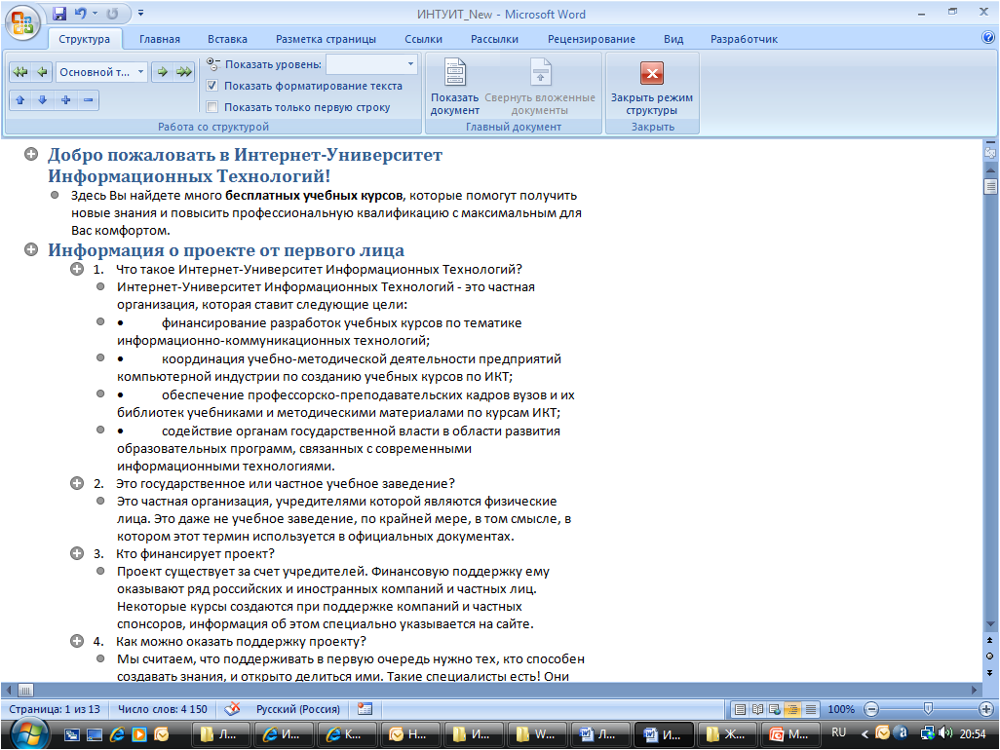 ИНТУИТ_New - Microsoft Word
Структура Главная Вставка Разметка страницы Ссылки Рассылки Рецензирование Вид Разработчик
Основной т...
Показать уровень:
Показать форматирование текста
Показать только первую строку
Работа со структурой
Показать документ
Свернуть вложенные документы
Главный документ
Закрыть режим структуры
Закрыть
Добро пожаловать в Интернет-Университет
Информационных Технологий!
Здесь Вы найдете много бесплатных учебных курсов, которые помогут получить
новые знания и повысить профессиональную квалификацию с максимальным для
Вас комфортом.
Информация о проекте от первого лица
1. Что такое Интернет-Университет Информационных Технологий?
Интернет-Университет Информационных Технологий - это частная
организация, которая ставит следующие цели:
• финансирование разработок учебных курсов по тематике
информационно-коммуникационных технологий;
• координация учебно-методической деятельности предприятий
компьютерной индустрии по созданию учебных курсов по ИКТ;
• обеспечение профессорско-преподавательских кадров вузов и их
библиотек учебниками и методическими материалами по курсам ИКТ;
• содействие органам государственной власти в области развития
образовательных программ, связанных с современными
информационными технологиями.
2. Это государственное или частное учебное заведение?
Это частная организация, учредителями которой являются физические
лица. Это даже не учебное заведение, по крайней мере, в том смысле, в
котором этот термин используется в официальных документах.
3. Кто финансирует проект?
Проект существует за счет учредителей. Финансовую поддержку ему
оказывают ряд российских и иностранных компаний и частных лиц.
Некоторые курсы создаются при поддержке компаний и частных
спонсоров, информация об этом специально указывается на сайте.
4. Как можно оказать поддержку проекту?
Мы считаем, что поддерживать в первую очередь нужно тех, кто способен
создавать знания, и открыто делиться ими. Такие специалисты есть! Они
Страница: 1 из 13 Число слов: 4 150 Русский (Россия) 100%
Л... И... К... Н... И... W... Л... И... Ж... М... RU 20:54